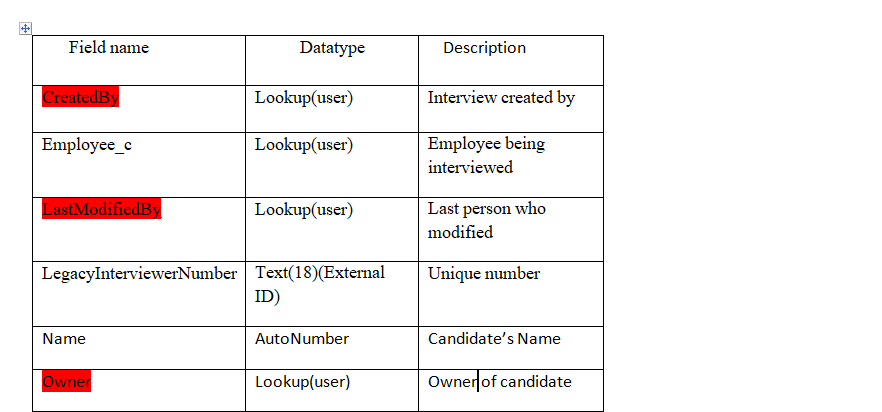 Field name Datatype Description
CreatedBy Lookup(user) Interview created by
Employee_c Lookup(user) Employee being
interviewed
LastModifiedBy Lookup(user) Last person who
modified
LegacyInterviewerNumber Text(18)(External Unique number
ID)
Name AutoNumber Candidate's Name
Owner Lookup(user) Owner of candidate